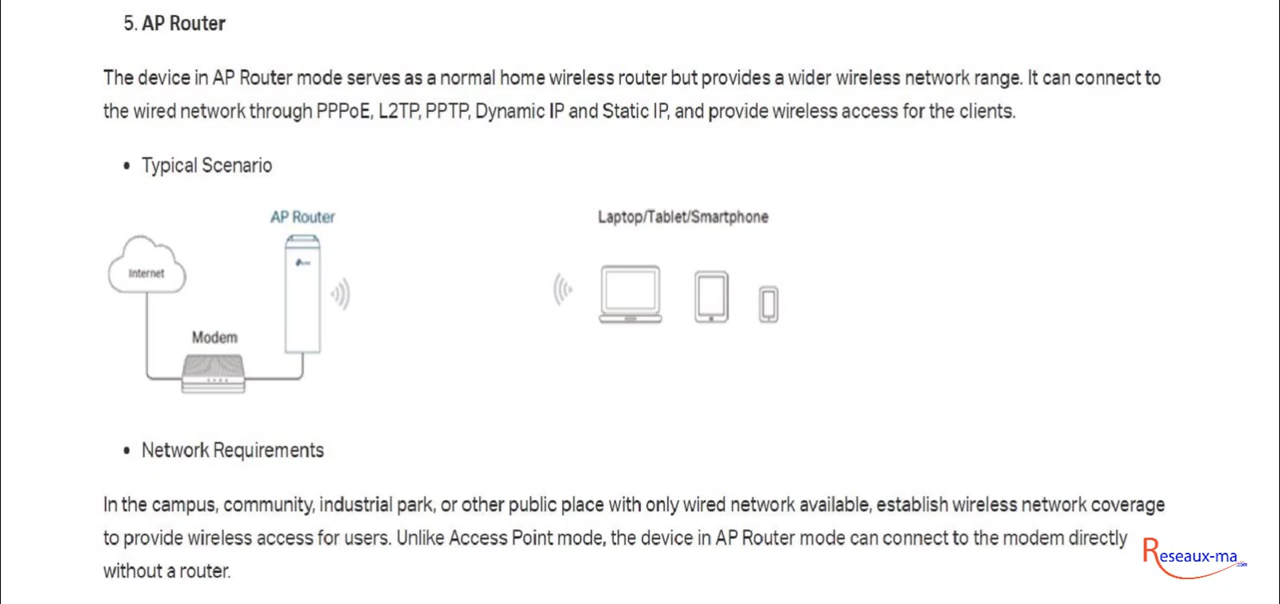 5. AP Router
The device in AP Router mode serves as a normal home wireless router but provides a wider wireless network range. It can connect to
the wired network through PPPoE, L2TP, PPTP, Dynamic IP and Static IP, and provide wireless access for the clients.
• Typical Scenario
AP Router
Laptop/Tablet/Smartphone
Internet
Modem
• Network Requirements
In the campus, community, industrial park, or other public place with only wired network available, establish wireless network coverage
to provide wireless access for users. Unlike Access Point mode, the device in AP Router mode can connect to the modem directly
without a router.
Reseaux-ma